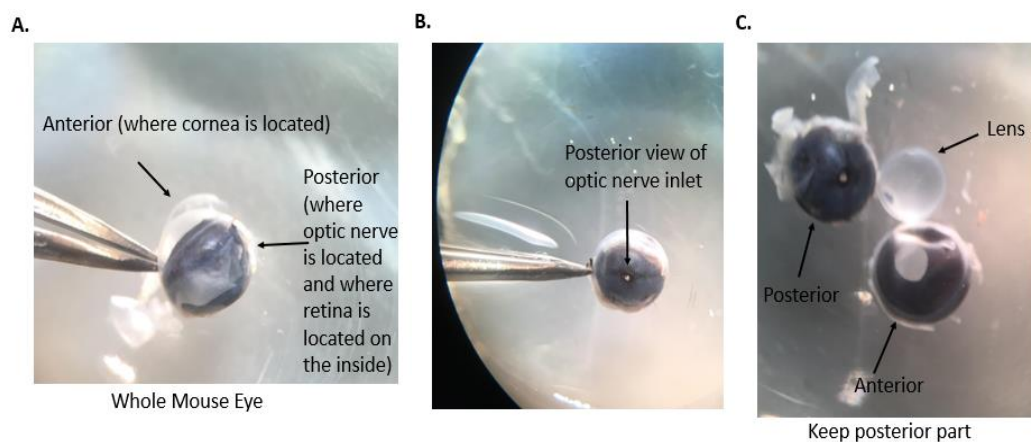 A.
Anterior (where cornea is located)
Posterior
(where
optic nerve
is located
and where
retina is
located on
the inside)
Whole Mouse Eye
B.
Posterior view of
optic nerve inlet
C.
Lens
Posterior
Anterior
Keep posterior part